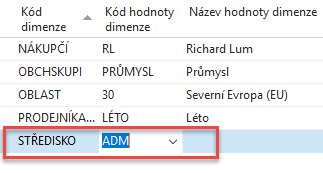 Kód dimenze Kód hodnoty dimenze Název hodnoty dimenze
NÁKUPČÍ RL Richard Lum
OBCHSKUPI PRŮMYSL Průmysl
OBLAST 30 Severní Evropa (EU)
PRODEJNÍKA... LÉTO Léto
STŘEDISKO ADM